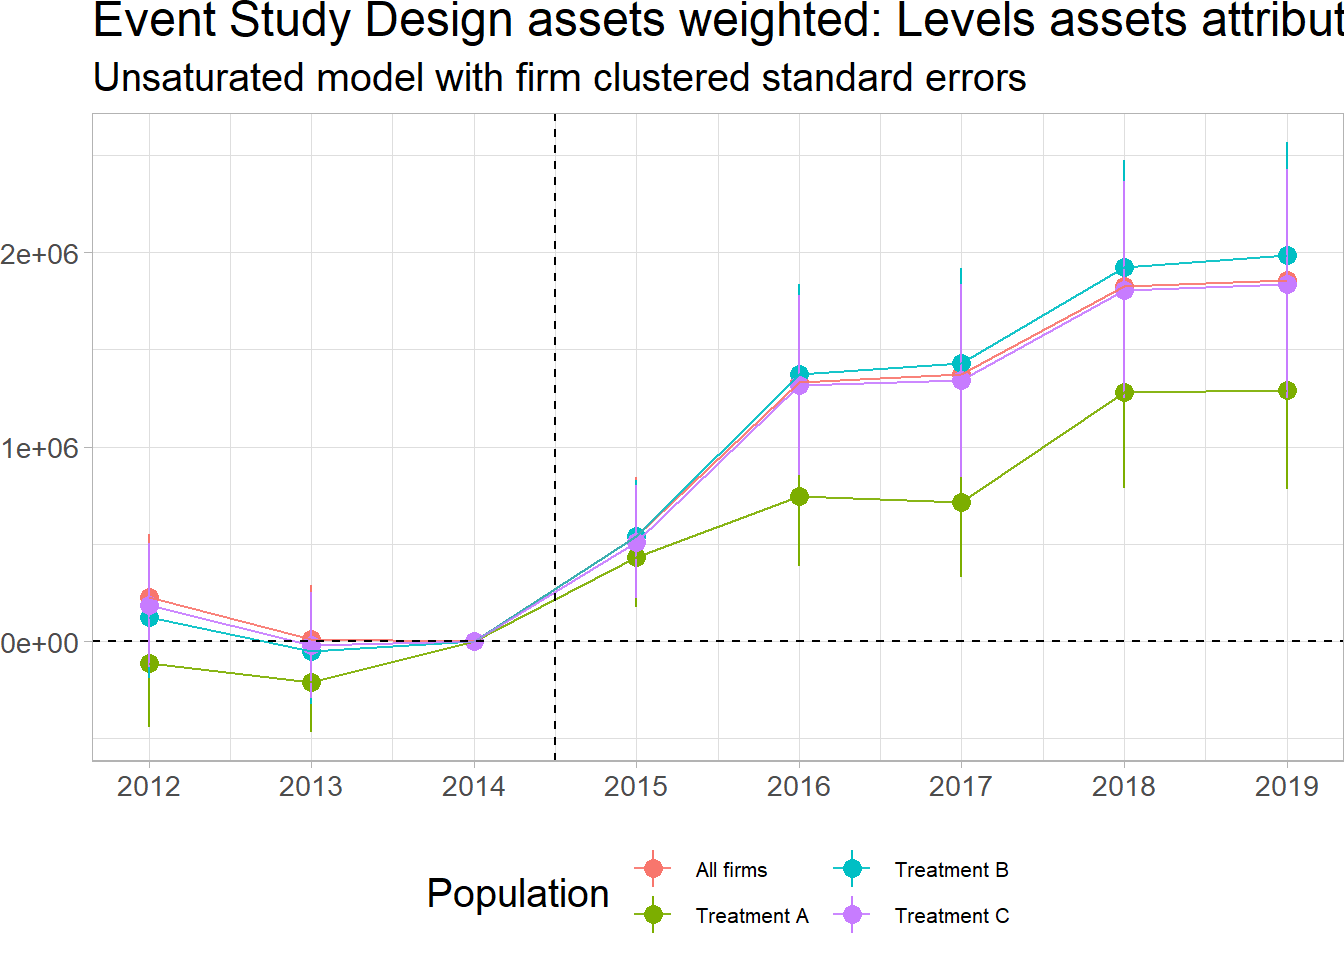 Event Study Design assets weighted: Levels assets attribut
Unsaturated model with firm clustered standard errors
2e+06
1e+06
0e+00
2012 2013 2014 2015 2016 2017 2018 2019
Population
All firms Treatment B
Treatment A Treatment C